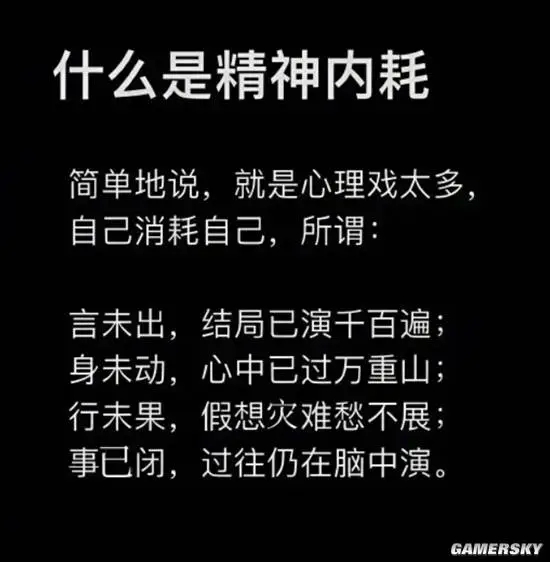 什么是精神内耗
简单地说，就是心理戏太多，
自己消耗自己，所谓：
言未出，结局已演千百遍；
身未动，心中已过万重山；
行未果，假想灾难愁不展；
事已闭，过往仍在脑中演。
GAMERSKY